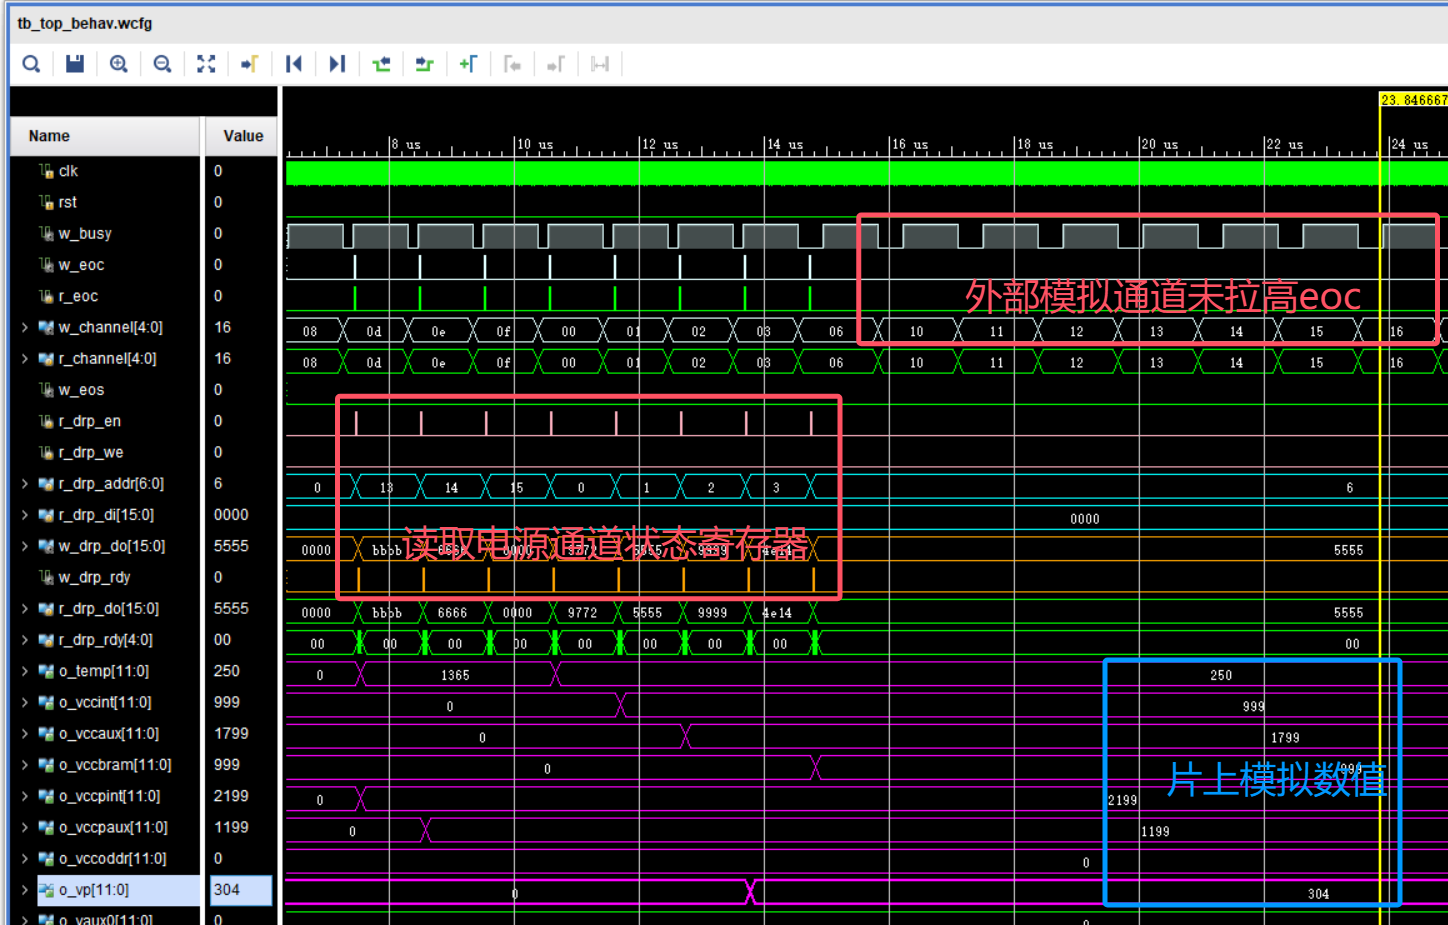 tb_top_behav.wcfg
23.846667
Name Value
8 us 10 us 12 us 14 us 16 us 18 us 20 us 22 us 24 us
clk 0
rst 0
w_busy 0
w_eoc 0
r_eoc 0
外部模拟通道未拉高eoc
w_channel[4:0] 16 08 0d 0e 0f 00 01 02 03 06 10 11 12 13 14 15 16
r_channel[4:0] 16 08 0d 0e 0f 00 01 02 03 06 10 11 12 13 14 15 16
w_eos 0
r_drp_en 0
r_drp_we 0
r_drp_addr[6:0] 6 0 13 14 15 0 1 2 3 6
r_drp_di[15:0] 0000 0000
读取电源通道状态寄存器
w_drp_do[15:0] 5555 0000 bbbb 6666 0000 9772 5555 9999 4e14 5555
w_drp_rdy 0
r_drp_do[15:0] 5555 0000 bbbb 6666 0000 9772 5555 9999 4e14 5555
r_drp_rdy[4:0] 00 00 00 00 00 00 00 00 00 00
o_temp[11:0] 250 0 1365 250
o_vccint[11:0] 999 0 999
o_vccaux[11:0] 1799 0 1799
o_vccbram[11:0] 999 0 999
片上模拟数值
o_vccpint[11:0] 2199 0 2199
o_vccpaux[11:0] 1199 0 1199
o_vccoddr[11:0] 0 0
o_vp[11:0] 304 0 304
o_vaux0[11:0] 0 0